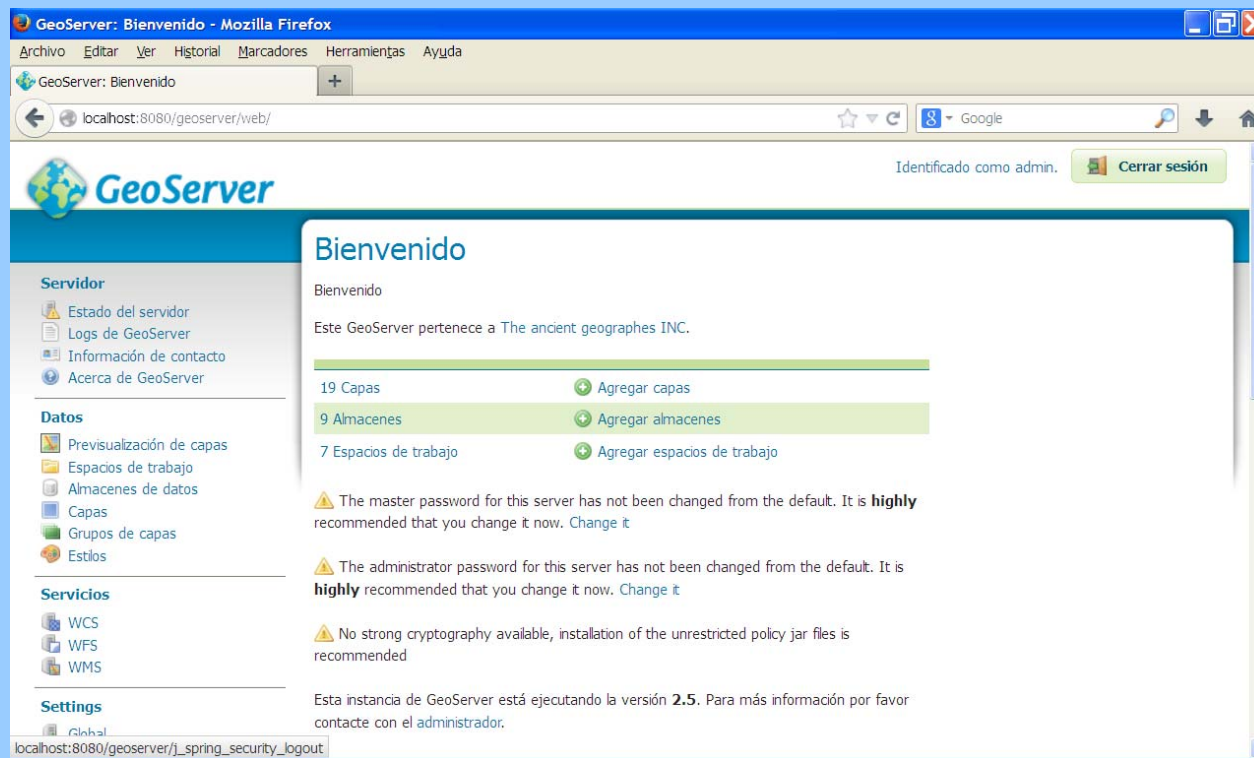 GeoServer: Bienvenido - Mozilla Firefox
Archivo Editar Ver Historial Marcadores Herramientas Ayuda
GeoServer: Bienvenido
localhost:8080/geoserver/web/
Google
GeoServer
Identificado como admin.
Cerrar sesión
Servidor
Estado del servidor
Logs de GeoServer
Información de contacto
Acerca de GeoServer
Datos
Previsualización de capas
Espacios de trabajo
Almacenes de datos
Capas
Grupos de capas
Estilos
Servicios
WCS
WFS
WMS
Settings
Global
localhost:8080/geoserver/j_spring_security_logout
Bienvenido
Bienvenido
Este GeoServer pertenece a The ancient geographes INC.
19 Capas Agregar capas
9 Almacenes Agregar almacenes
7 Espacios de trabajo Agregar espacios de trabajo
The master password for this server has not been changed from the default. It is highly
recommended that you change it now. Change it
The administrator password for this server has not been changed from the default. It is
highly recommended that you change it now. Change it
No strong cryptography available, installation of the unrestricted policy jar files is
recommended
Esta instancia de GeoServer está ejecutando la versión 2.5. Para más información por favor
contacte con el administrador.